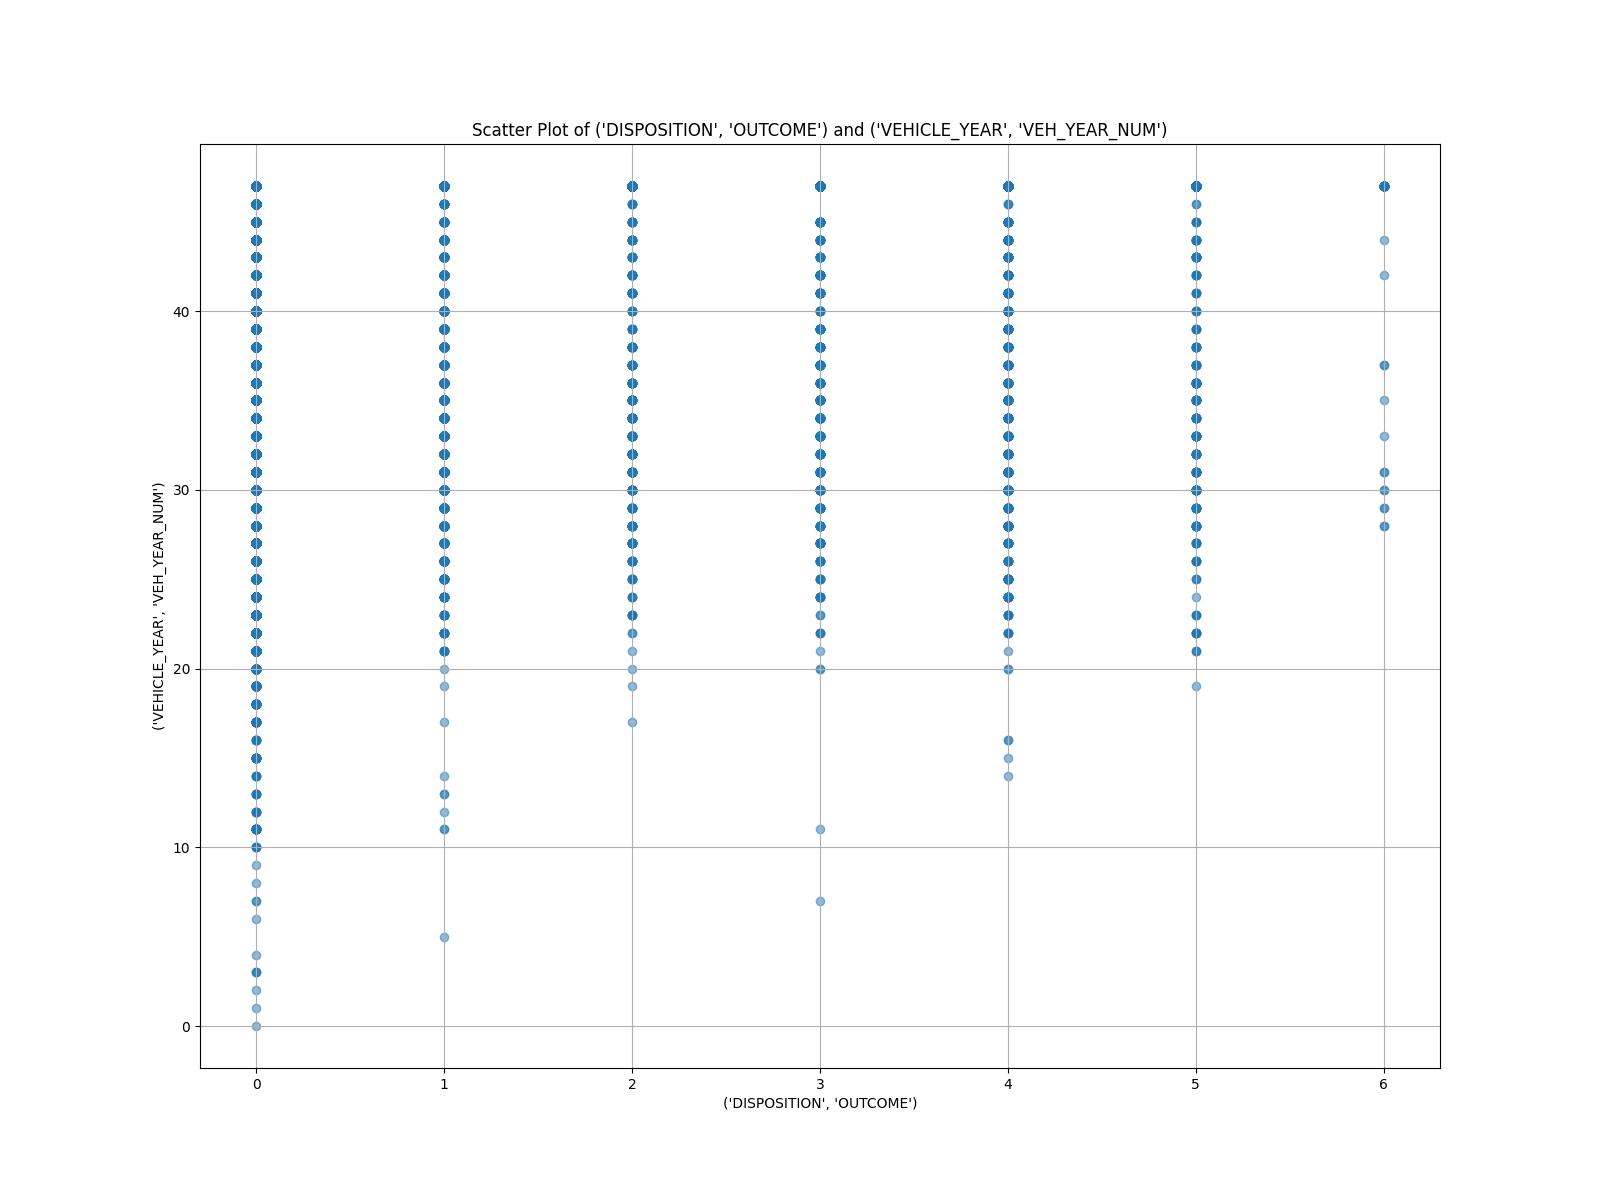 Scatter Plot of ('DISPOSITION', 'OUTCOME') and ('VEHICLE_YEAR', 'VEH_YEAR_NUM')
('VEHICLE_YEAR', 'VEH_YEAR_NUM')
40
30
20
10
0
0 1 2 3 4 5 6
('DISPOSITION', 'OUTCOME')